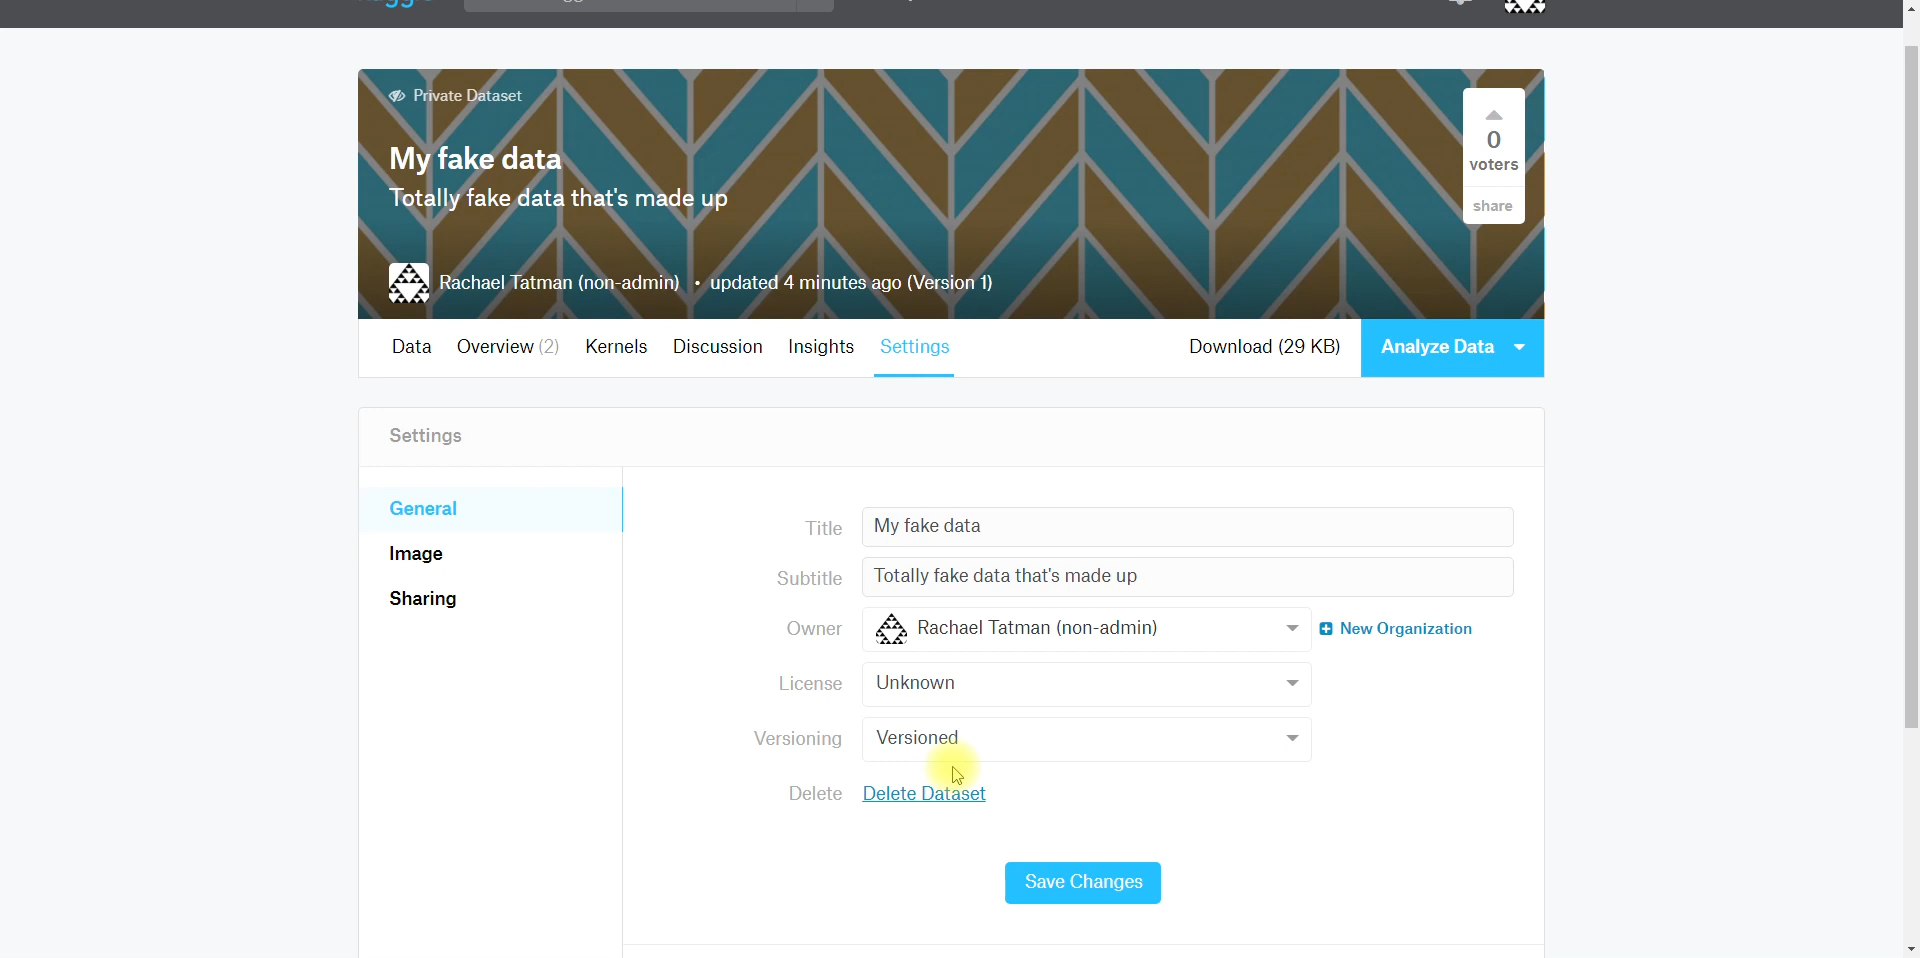 Private Dataset
My fake data
Totally fake data that's made up
0
voters
share
Rachael Tatman (non-admin) • updated 4 minutes ago (Version 1)
Data Overview (2) Kernels Discussion Insights Settings Download (29 KB) Analyze Data
Settings
General
Image
Sharing
Title My fake data
Subtitle Totally fake data that's made up
Owner Rachael Tatman (non-admin) New Organization
License Unknown
Versioning Versioned
Delete Delete Dataset
Save Changes